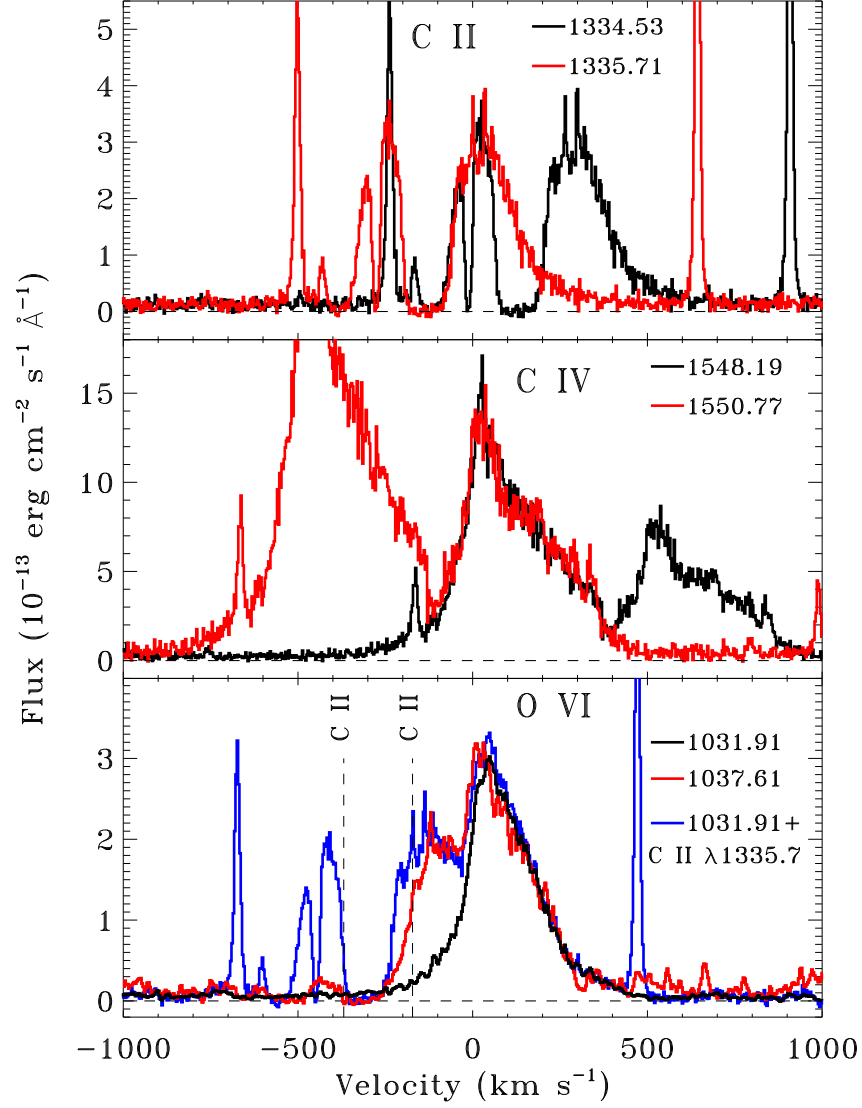 C II
1334.53
1335.71
5
4
3
2
1
0
C IV
1548.19
1550.77
15
10
5
0
Flux (10⁻¹³ erg cm⁻² s⁻¹ Å⁻¹)
C II
C II
O VI
1031.91
1037.61
1031.91+
C II λ1335.7
3
2
1
0
−1000 −500 0 500 1000
Velocity (km s⁻¹)